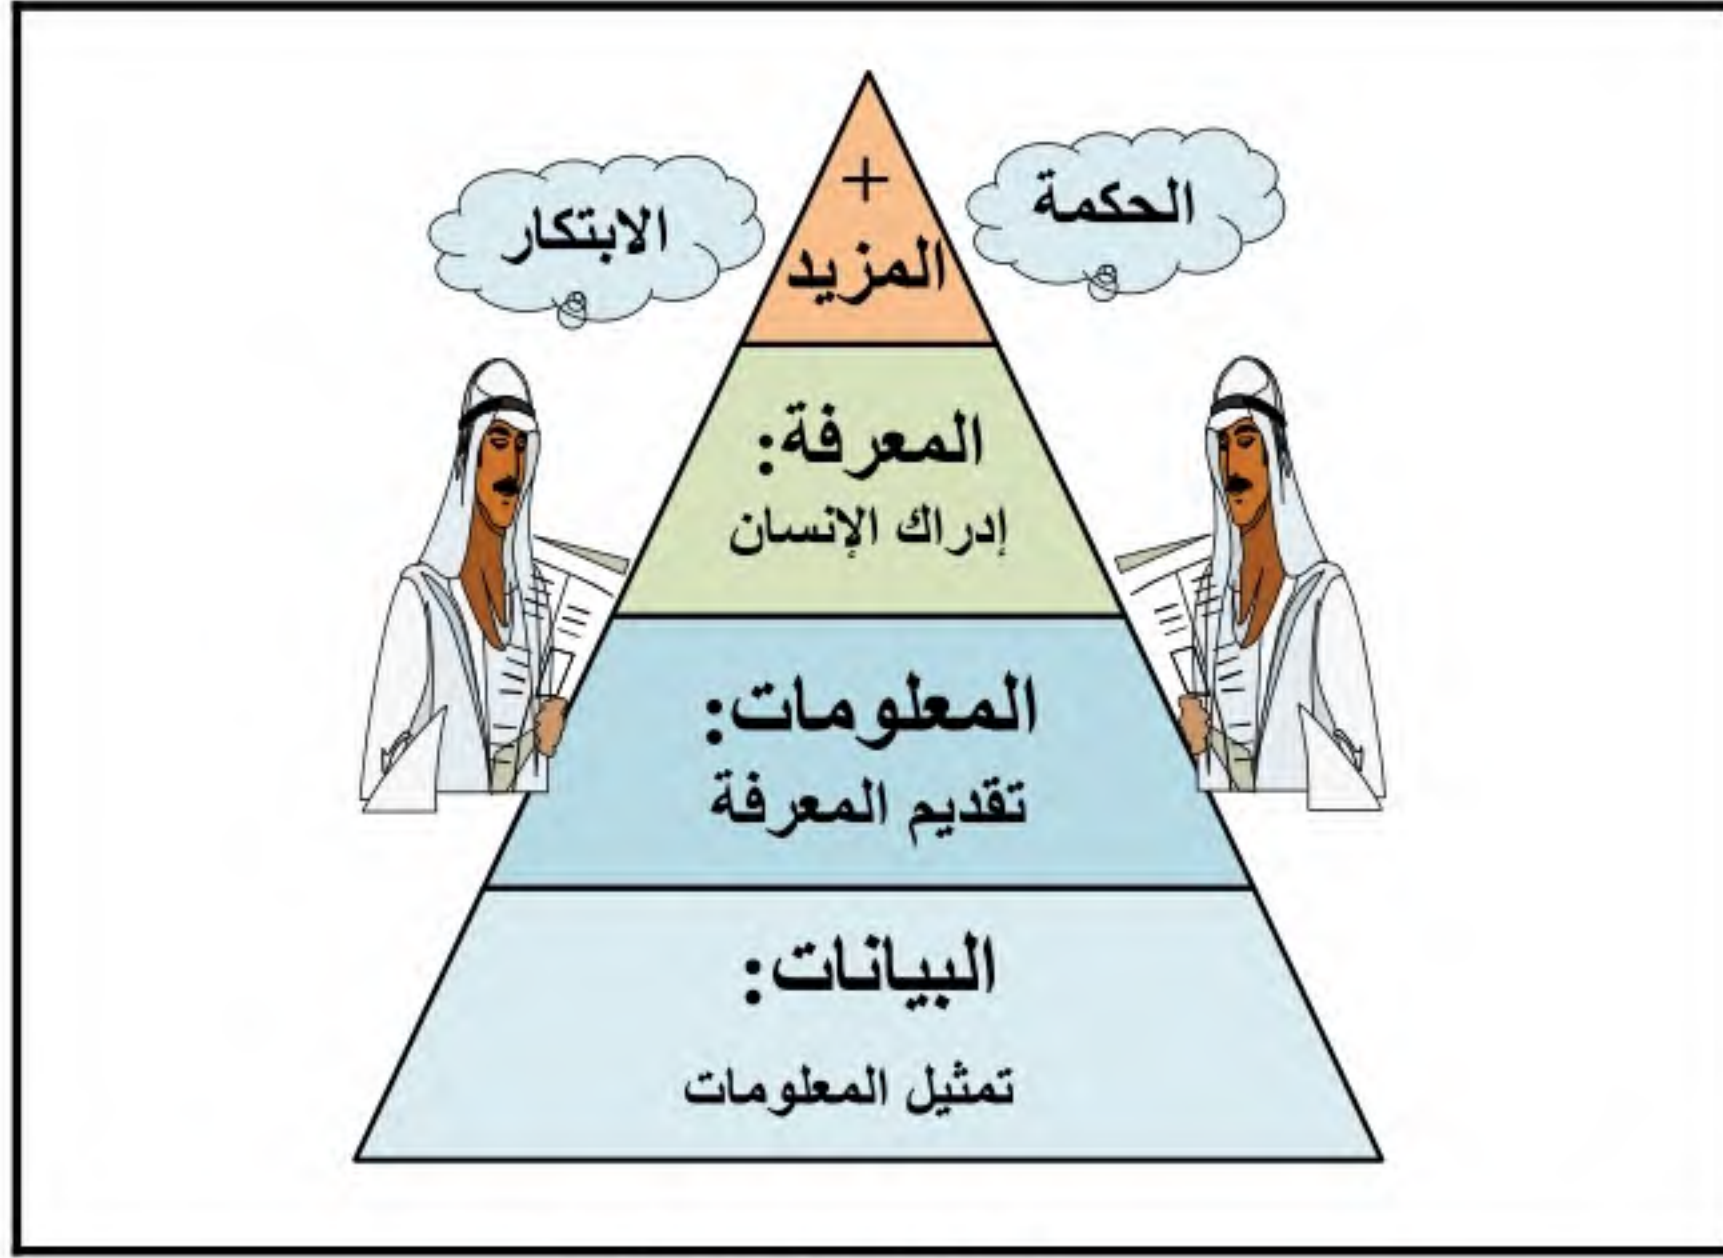 الحكمة
الابتكار
+
المزيد
المعرفة:
إدراك الإنسان
المعلومات:
تقديم المعرفة
البيانات:
تمثيل المعلومات